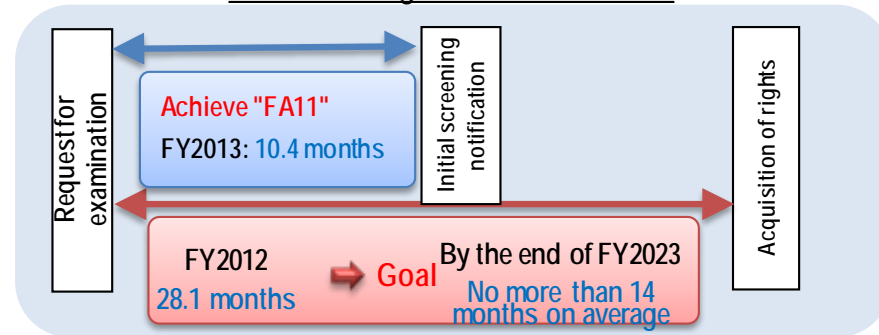 Request for
examination
Achieve "FA11"
FY2013: 10.4 months
Initial screening
notification
Acquisition of rights
FY2012
28.1 months
Goal
By the end of FY2023
No more than 14
months on average